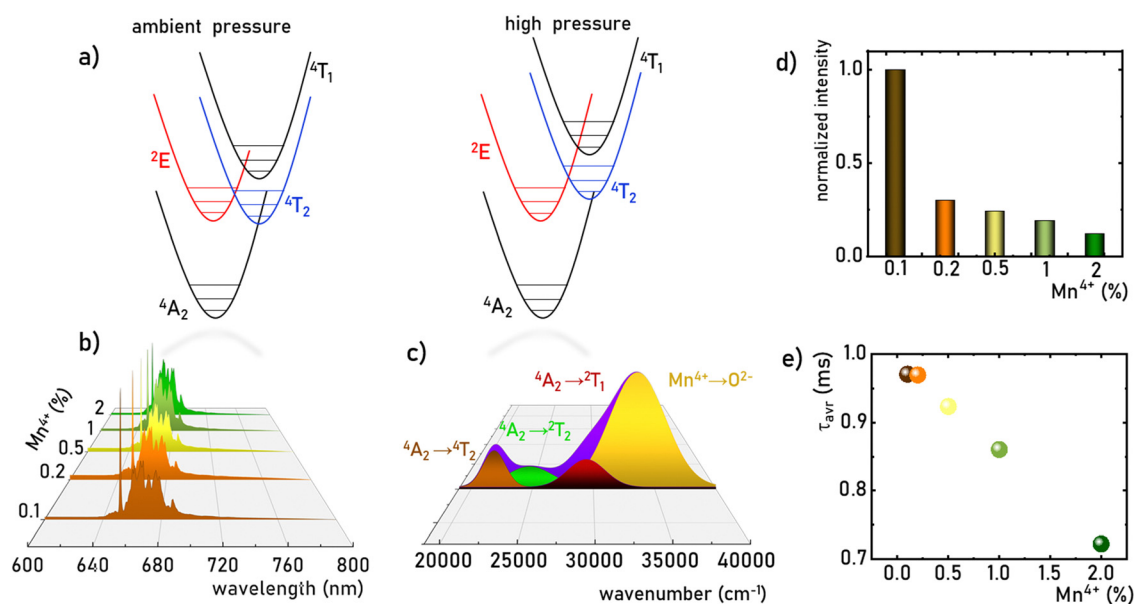 a)
ambient pressure
⁴T₁
²E
⁴T₂
⁴A₂
high pressure
⁴T₁
²E
⁴T₂
⁴A₂
b)
Mn⁴⁺ (%)
2
1
0.5
0.2
0.1
600 640 680 720 760 800
wavelength (nm)
c)
⁴A₂→⁴T₂
⁴A₂→²T₂
⁴A₂→²T₁
Mn⁴⁺→O²⁻
20000 25000 30000 35000 40000
wavenumber (cm⁻¹)
d)
normalized intensity
1.0
0.5
0.0
0.1 0.2 0.5 1 2
Mn⁴⁺ (%)
e)
τavr (ms)
1.0
0.9
0.8
0.7
0.0 0.5 1.0 1.5 2.0
Mn⁴⁺ (%)